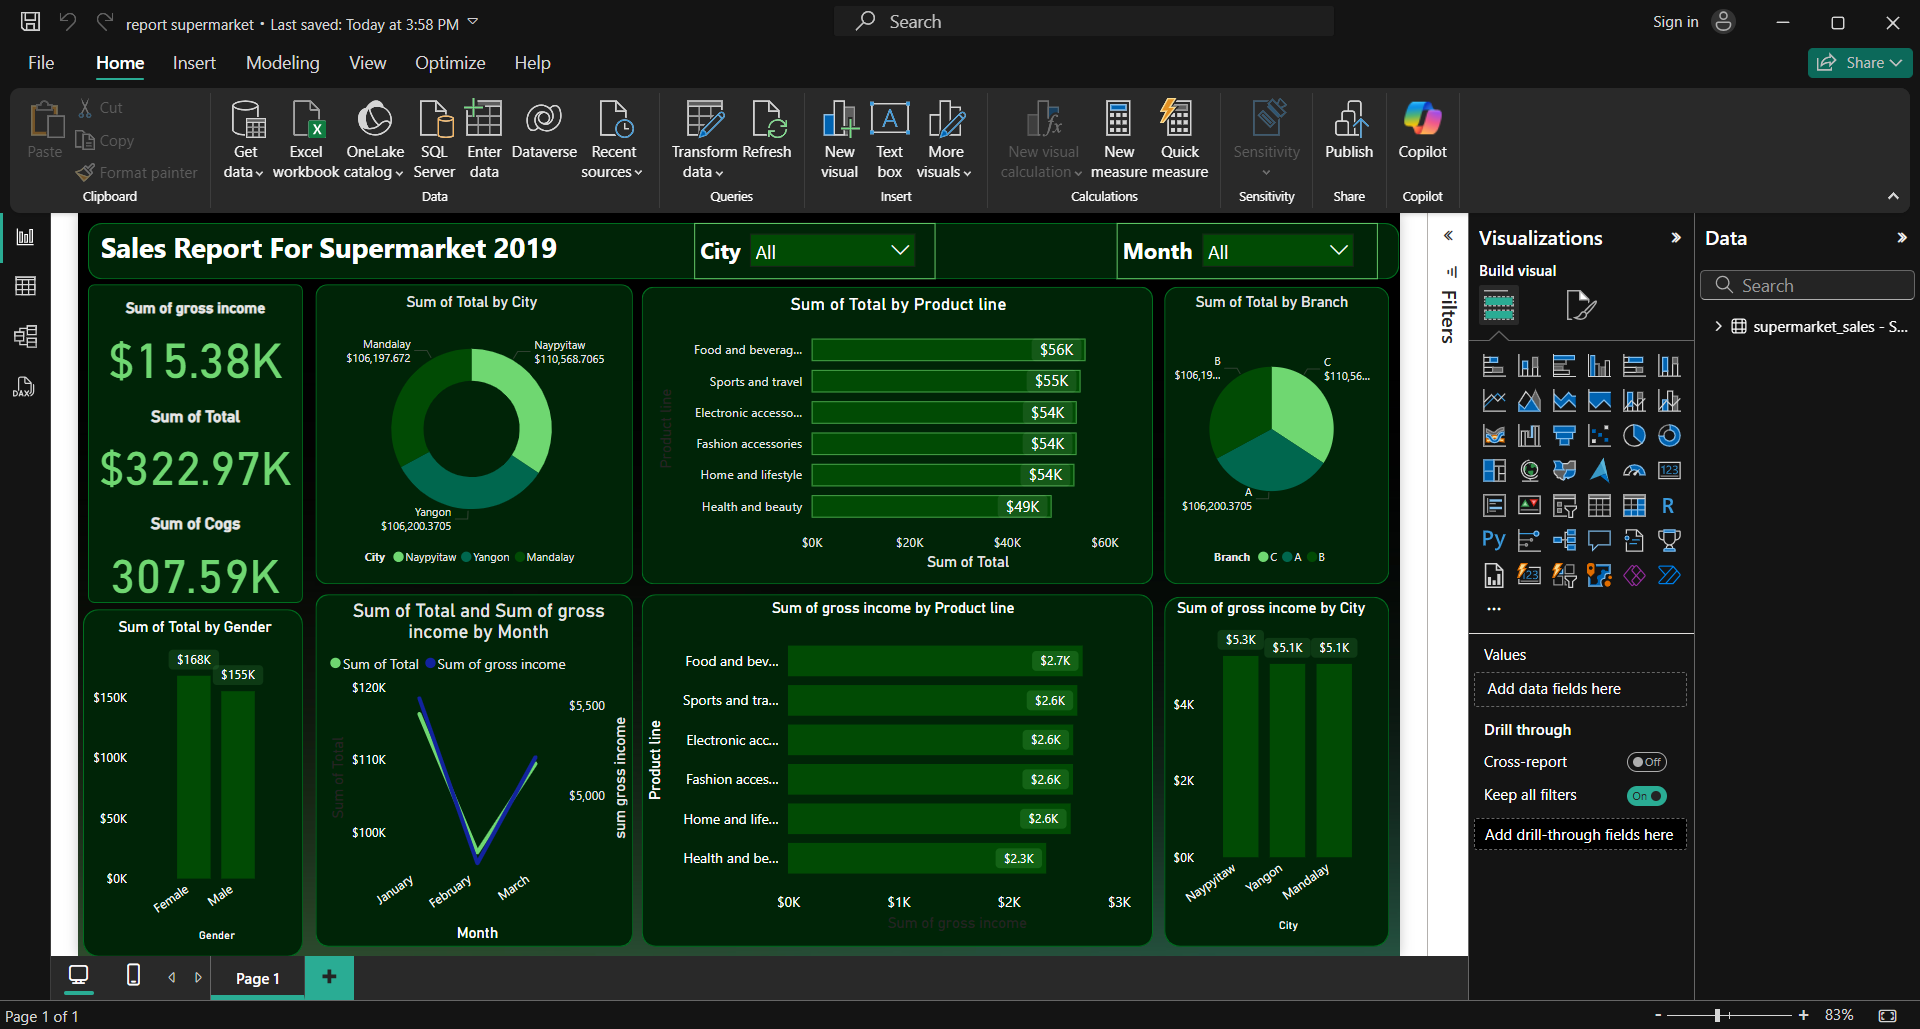 report supermarket • Last saved: Today at 3:58 PM
Search
Sign in
File
Home
Insert
Modeling
View
Optimize
Help
Share
Paste
Cut
Copy
Format painter
Clipboard
Get data
Excel workbook
OneLake catalog
SQL Server
Enter data
Dataverse
Recent sources
Data
Transform data
Refresh
Queries
New visual
Text box
More visuals
Insert
New visual calculation
New measure
Quick measure
Calculations
Sensitivity
Sensitivity
Publish
Share
Copilot
Copilot
DAX
Sales Report For Supermarket 2019
City
All
Month
All
Sum of gross income
$15.38K
Sum of Total
$322.97K
Sum of Cogs
307.59K
Sum of Total by City
Mandalay
$106,197.672
Naypyitaw
$110,568.7065
Yangon
$106,200.3705
City Naypyitaw Yangon Mandalay
Sum of Total by Product line
Product line
Food and beverag...
$56K
Sports and travel
$55K
Electronic accesso...
$54K
Fashion accessories
$54K
Home and lifestyle
$54K
Health and beauty
$49K
$0K
$20K
$40K
$60K
Sum of Total
Sum of Total by Branch
B
$106,19...
C
$110,56...
A
$106,200.3705
Branch C A B
Sum of Total by Gender
$168K
$155K
$150K
$100K
$50K
$0K
Female
Male
Gender
Sum of Total and Sum of gross
income by Month
Sum of Total Sum of gross income
$120K
$110K
$100K
Sum of Total
$5,500
$5,000
sum gross income
January
February
March
Month
Sum of gross income by Product line
Product line
Food and bev...
$2.7K
Sports and tra...
$2.6K
Electronic acc...
$2.6K
Fashion acces...
$2.6K
Home and life...
$2.6K
Health and be...
$2.3K
$0K
$1K
$2K
$3K
Sum of gross income
Sum of gross income by City
$5.3K
$5.1K
$5.1K
$4K
$2K
$0K
Naypyitaw
Yangon
Mandalay
City
Filters
Visualizations
Build visual
123
R
Py
123
Values
Add data fields here
Drill through
Cross-report
Off
Keep all filters
On
Add drill-through fields here
Data
Search
supermarket_sales - S...
Page 1
Page 1 of 1
83%